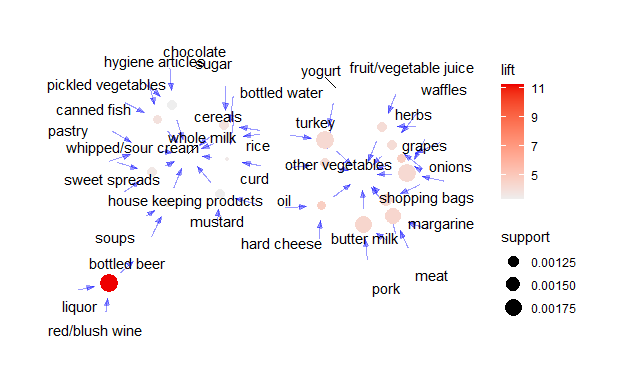 chocolate
hygiene articles
sugar
pickled vegetables
canned fish
cereals
pastry
whole milk
whipped/sour cream
rice
sweet spreads
curd
house keeping products
mustard
soups
bottled beer
liquor
red/blush wine
yogurt
fruit/vegetable juice
bottled water
waffles
turkey
herbs
grapes
other vegetables
onions
oil
shopping bags
margarine
hard cheese
butter milk
meat
pork
lift
11
9
7
5
support
0.00125
0.00150
0.00175